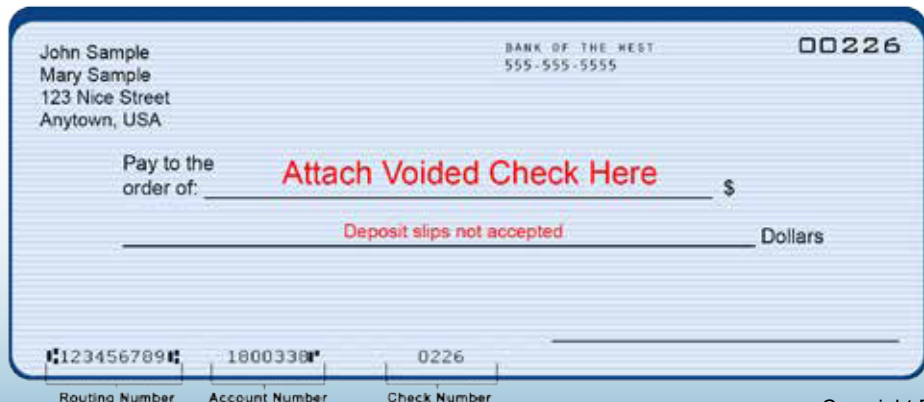 John Sample
Mary Sample
123 Nice Street
Anytown, USA
BANK OF THE WEST
555-555-5555
00226
Pay to the
order of: Attach Voided Check Here $
Deposit slips not accepted Dollars
⑆123456789⑆ 1800338⑈ 0226
Routing Number Account Number Check Number